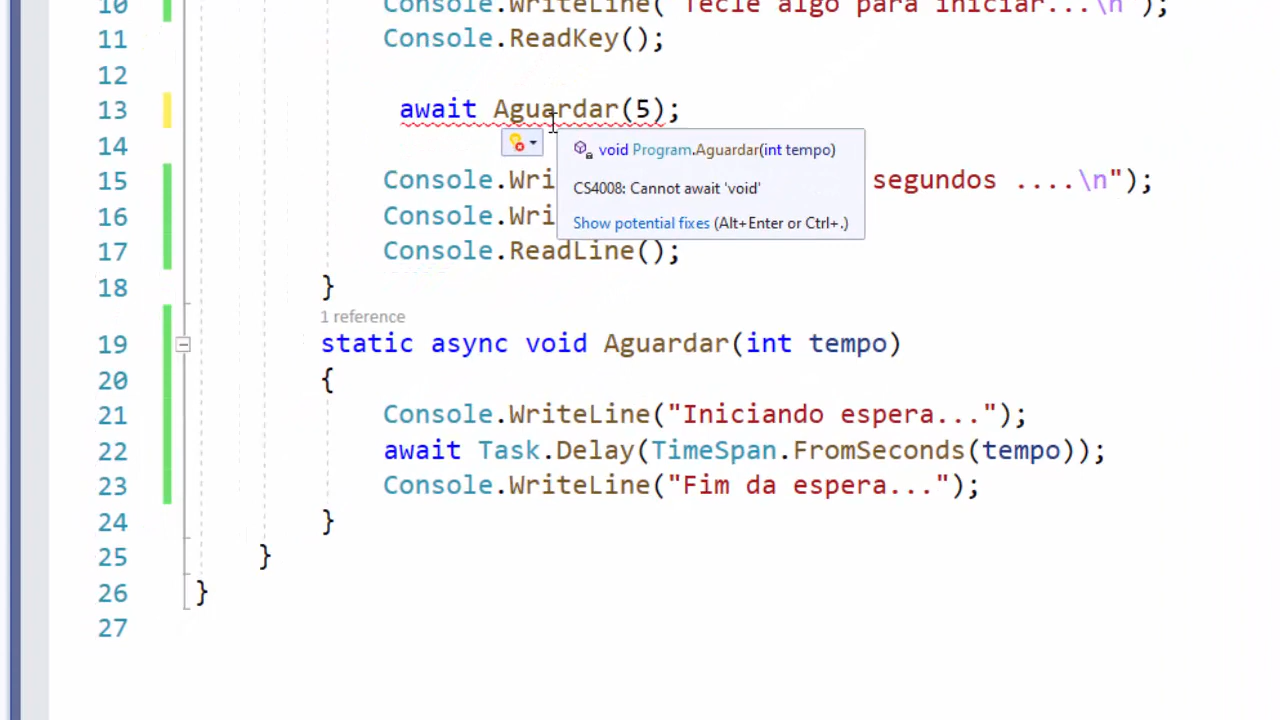 10 Console.WriteLine("Tecle algo para iniciar...\n");
11 Console.ReadKey();
12
13 await Aguardar(5);
14 void Program.Aguardar(int tempo)
15 Console.Wri segundos ....\n");
CS4008: Cannot await 'void'
16 Console.Wri
Show potential fixes (Alt+Enter or Ctrl+.)
17 Console.ReadLine();
18 }
1 reference
19 static async void Aguardar(int tempo)
20 {
21 Console.WriteLine("Iniciando espera...");
22 await Task.Delay(TimeSpan.FromSeconds(tempo));
23 Console.WriteLine("Fim da espera...");
24 }
25 }
26 }
27